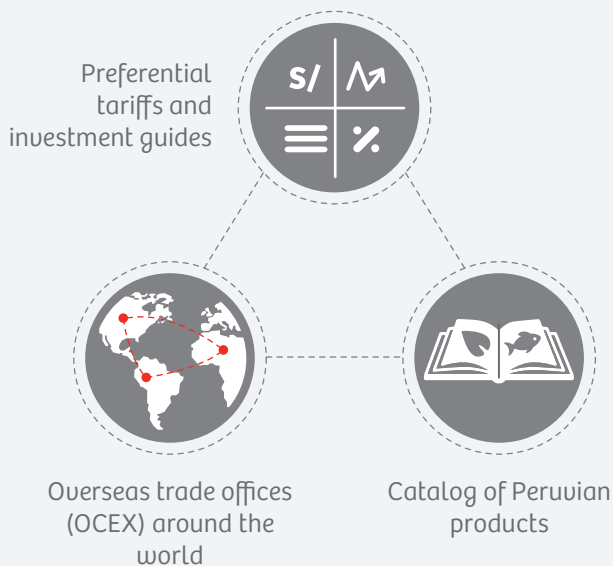 Preferential
tariffs and
investment guides
S/
Overseas trade offices
(OCEX) around the
world
Catalog of Peruvian
products